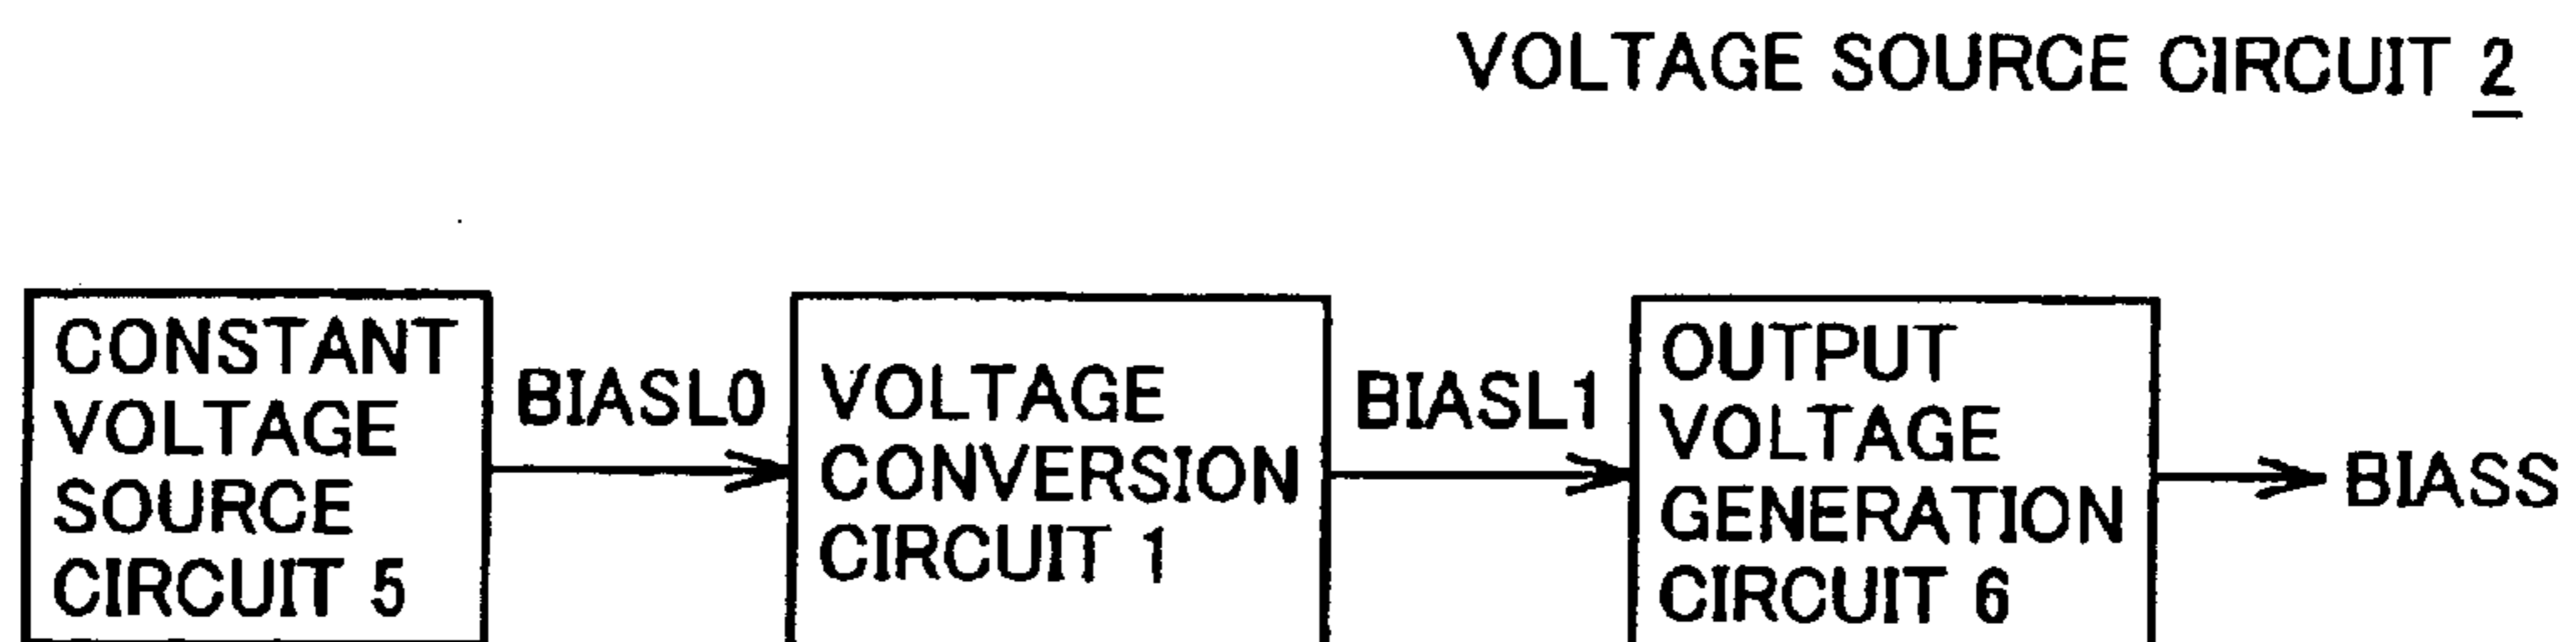 VOLTAGE SOURCE CIRCUIT 2
CONSTANT
VOLTAGE
SOURCE
CIRCUIT 5
BIASL0
VOLTAGE
CONVERSION
CIRCUIT 1
BIASL1
OUTPUT
VOLTAGE
GENERATION
CIRCUIT 6
BIASS